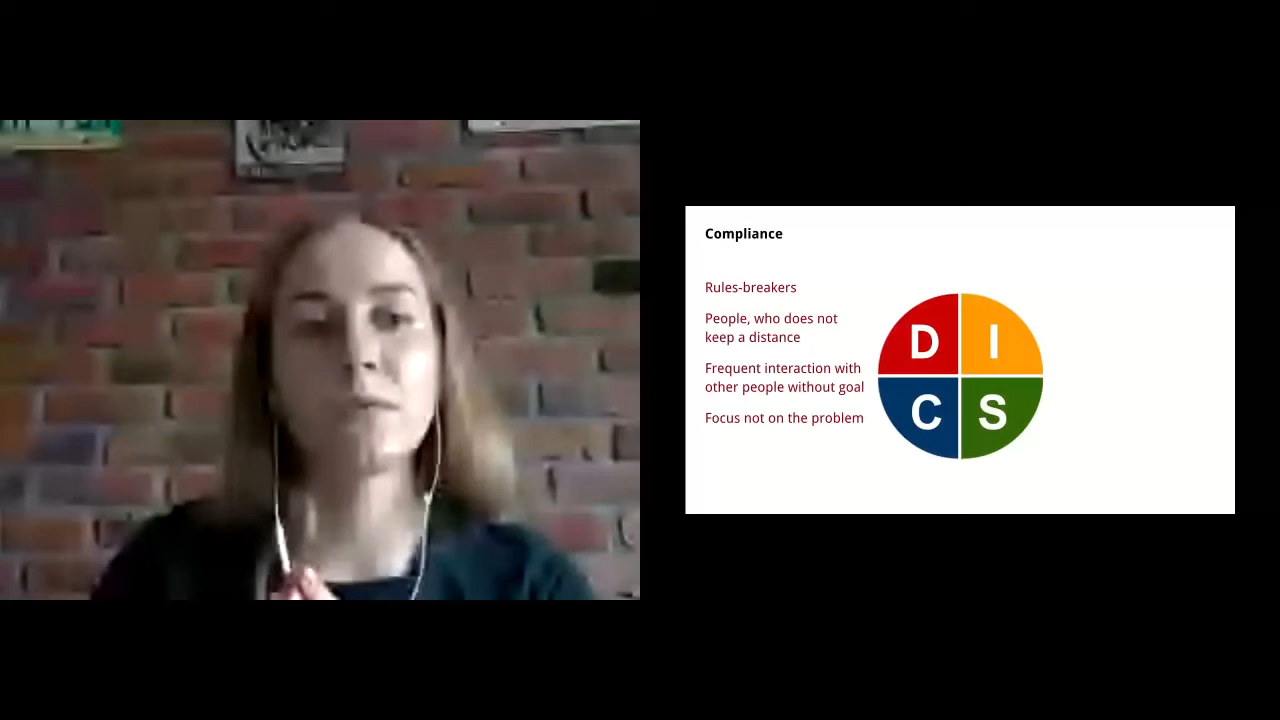 Compliance
Rules-breakers
People, who does not
keep a distance
Frequent interaction with
other people without goal
Focus not on the problem
D I
C S